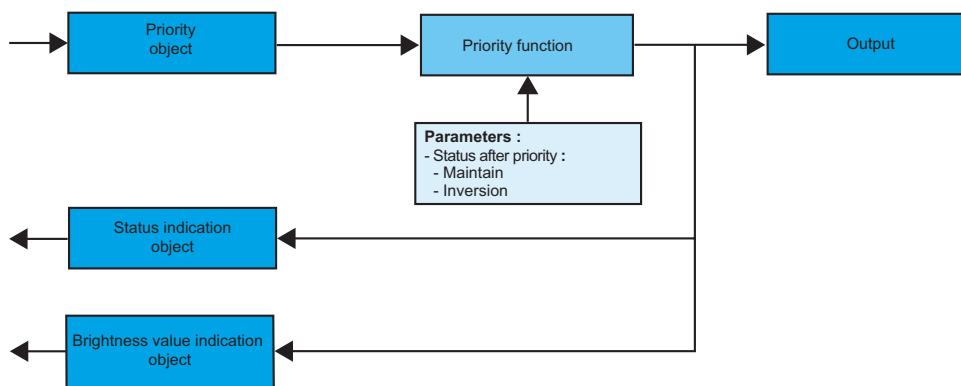 Priority
object
Priority function
Output
Parameters :
- Status after priority :
- Maintain
- Inversion
Status indication
object
Brightness value indication
object